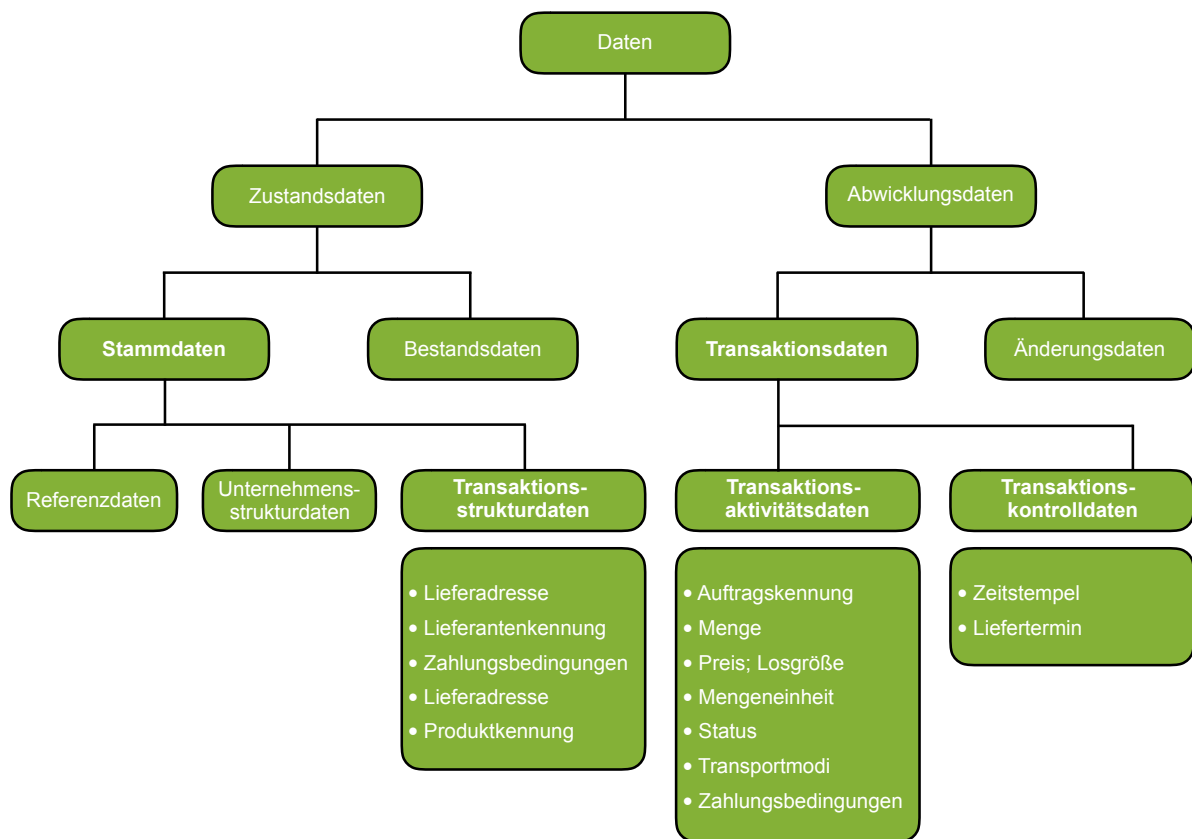 Daten
Zustandsdaten
Abwicklungsdaten
Stammdaten
Bestandsdaten
Transaktionsdaten
Änderungsdaten
Referenzdaten
Unternehmens-
strukturdaten
Transaktions-
strukturdaten
Transaktions-
aktivitätsdaten
Transaktions-
kontrolldaten
• Lieferadresse
• Lieferantenkennung
• Zahlungsbedingungen
• Lieferadresse
• Produktkennung
• Auftragskennung
• Menge
• Preis; Losgröße
• Mengeneinheit
• Status
• Transportmodi
• Zahlungsbedingungen
• Zeitstempel
• Liefertermin